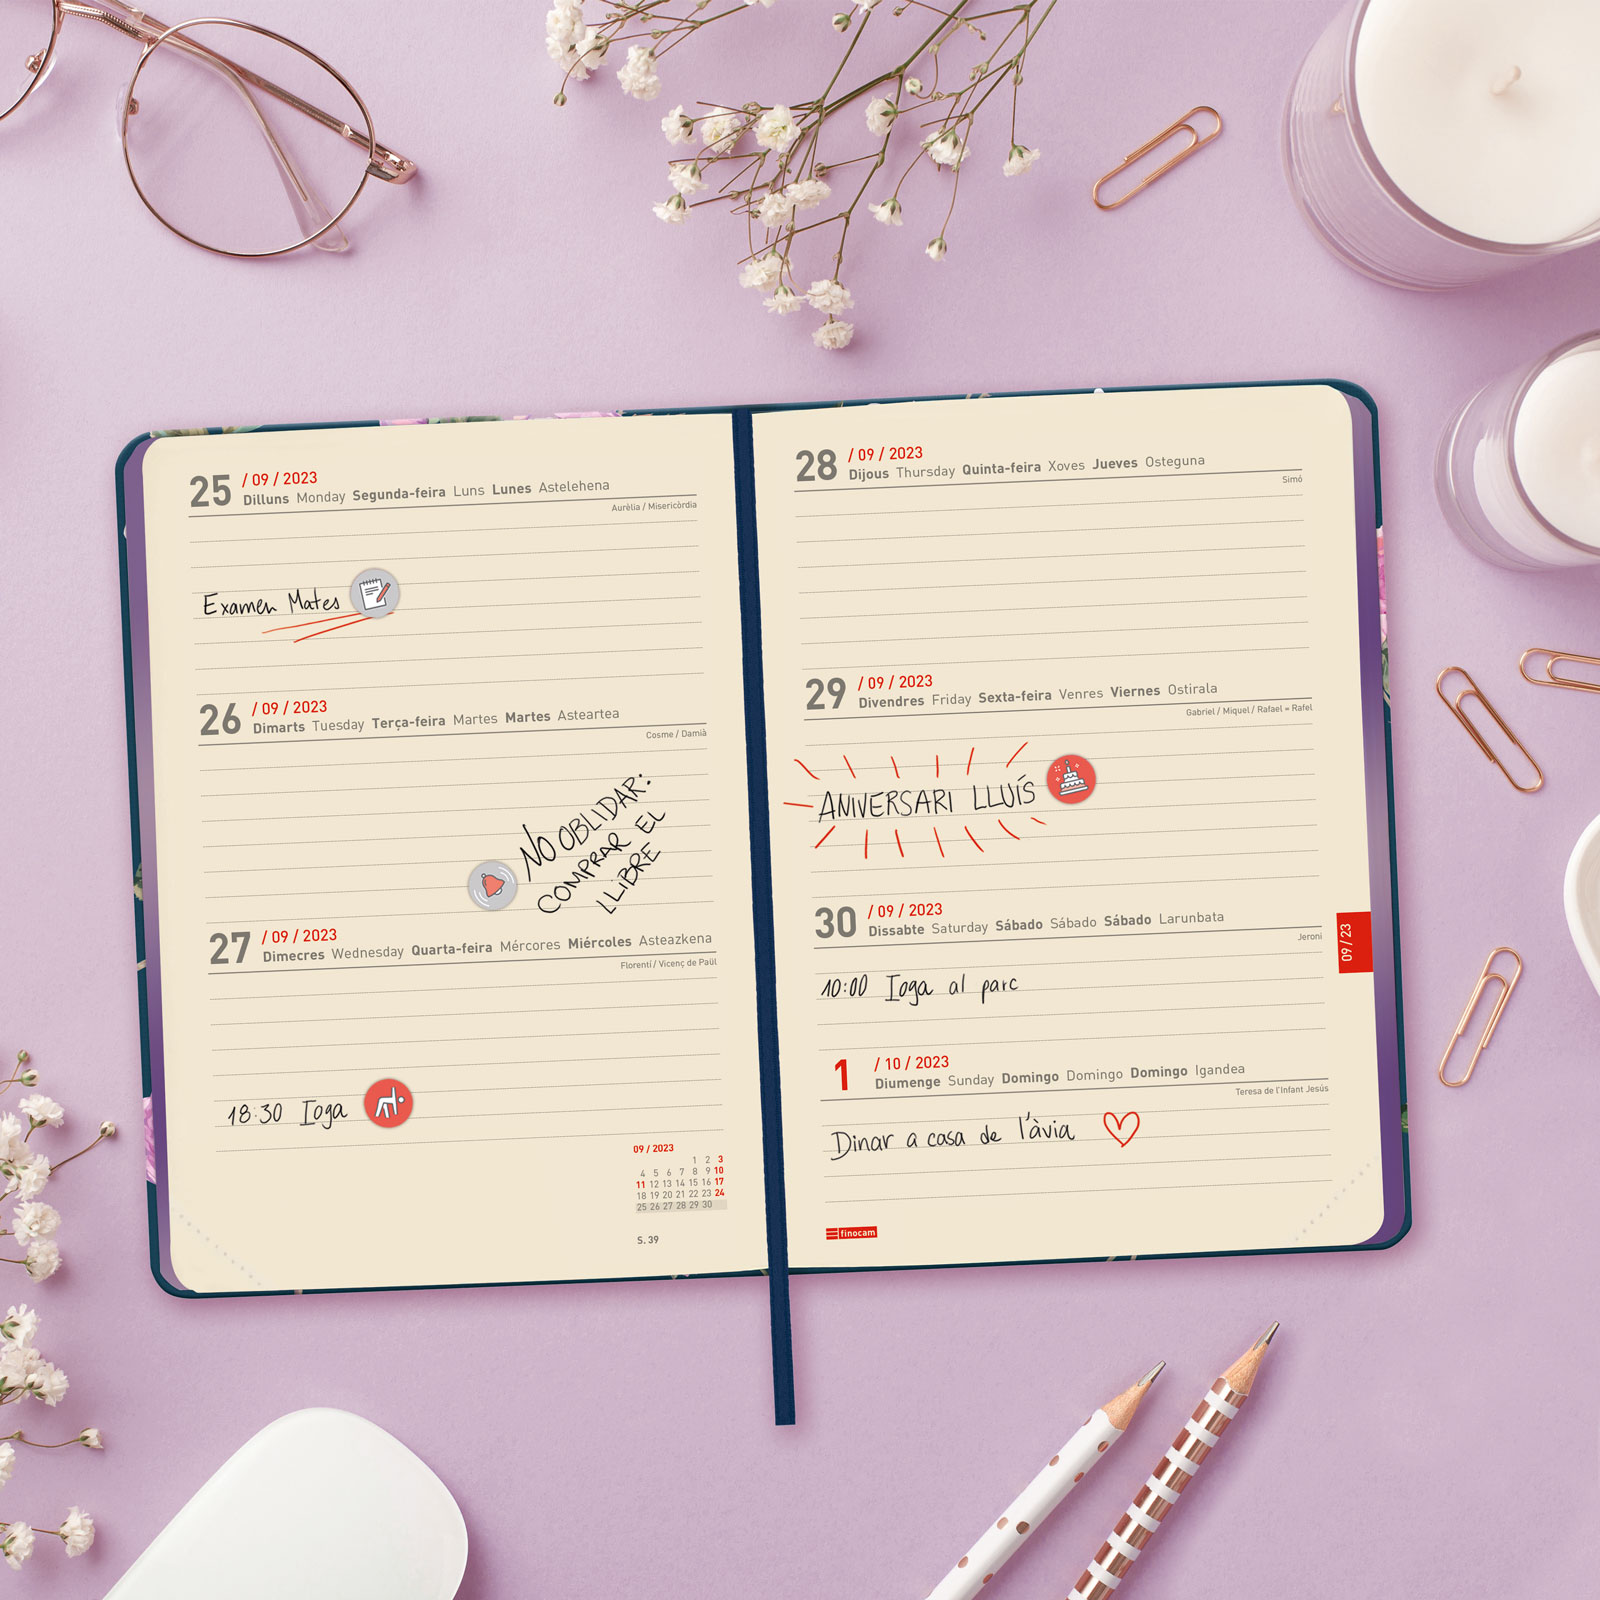 25 / 09 / 2023
Dilluns Monday Segunda-feira Luns Lunes Astelehena
Aurèlia / Misericòrdia
Examen Mates
26 / 09 / 2023
Dimarts Tuesday Terça-feira Martes Martes Asteartea
Cosme / Damià
NO OBLIDAR:
COMPRAR EL
LLIBRE
27 / 09 / 2023
Dimecres Wednesday Quarta-feira Mércores Miércoles Asteazkena
Florentí / Vicenç de Paül
18:30 Ioga
09 / 2023
1 2 3
4 5 6 7 8 9 10
11 12 13 14 15 16 17
18 19 20 21 22 23 24
25 26 27 28 29 30
S. 39
28 / 09 / 2023
Dijous Thursday Quinta-feira Xoves Jueves Osteguna
Simó
29 / 09 / 2023
Divendres Friday Sexta-feira Venres Viernes Ostirala
Gabriel / Miquel / Rafael = Rafel
ANIVERSARI LLUÍS
30 / 09 / 2023
Dissabte Saturday Sábado Sábado Sábado Larunbata
Jeroni
09 / 23
10:00 Ioga al parc
1 / 10 / 2023
Diumenge Sunday Domingo Domingo Domingo Igandea
Teresa de l'Infant Jesús
Dinar a casa de l'àvia
finocam